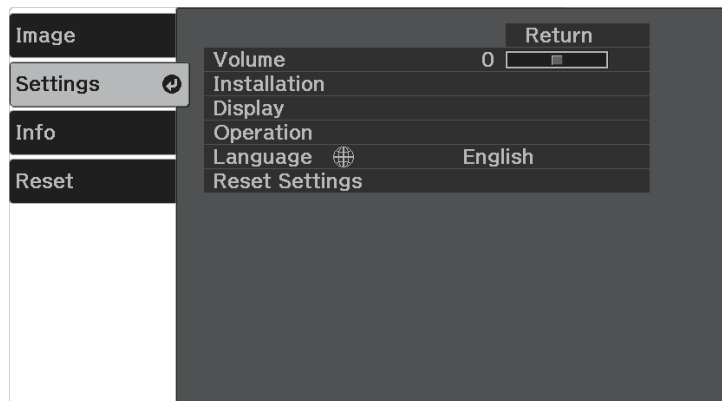 Image
Settings
Info
Reset
Return
Volume 0
Installation
Display
Operation
Language English
Reset Settings